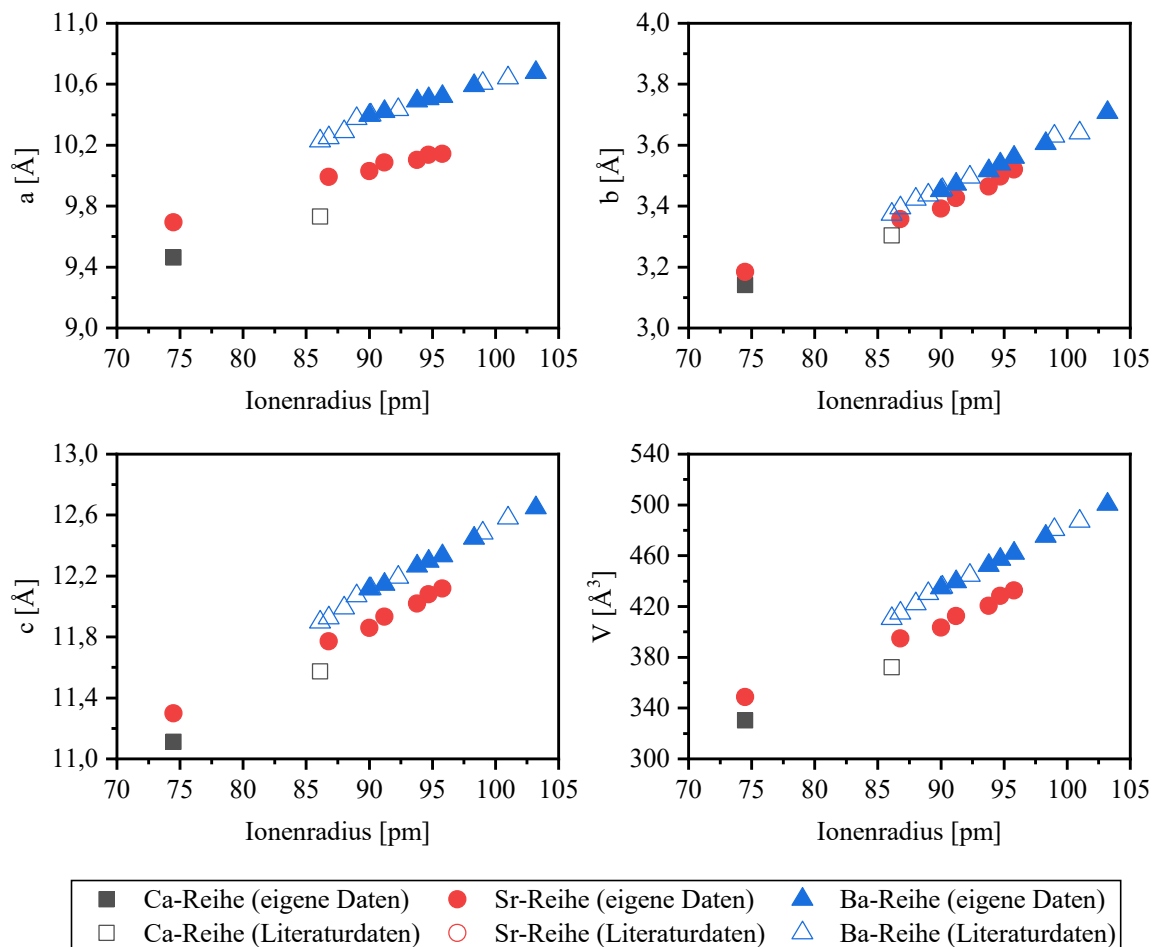 13,0
10,6
10,2
9,8
9,4
9,0
a [Å]
11,0
70 75 80 85 90 95 100 105
Ionenradius [pm]
4,0
3,8
3,6
3,4
3,2
3,0
b [Å]
70 75 80 85 90 95 100 105
Ionenradius [pm]
13,0
12,6
12,2
11,8
11,4
11,0
c [Å]
70 75 80 85 90 95 100 105
Ionenradius [pm]
540
500
460
420
380
340
300
V [Å³]
70 75 80 85 90 95 100 105
Ionenradius [pm]
Ca-Reihe (eigene Daten) Sr-Reihe (eigene Daten) Ba-Reihe (eigene Daten)
Ca-Reihe (Literaturdaten) Sr-Reihe (Literaturdaten) Ba-Reihe (Literaturdaten)